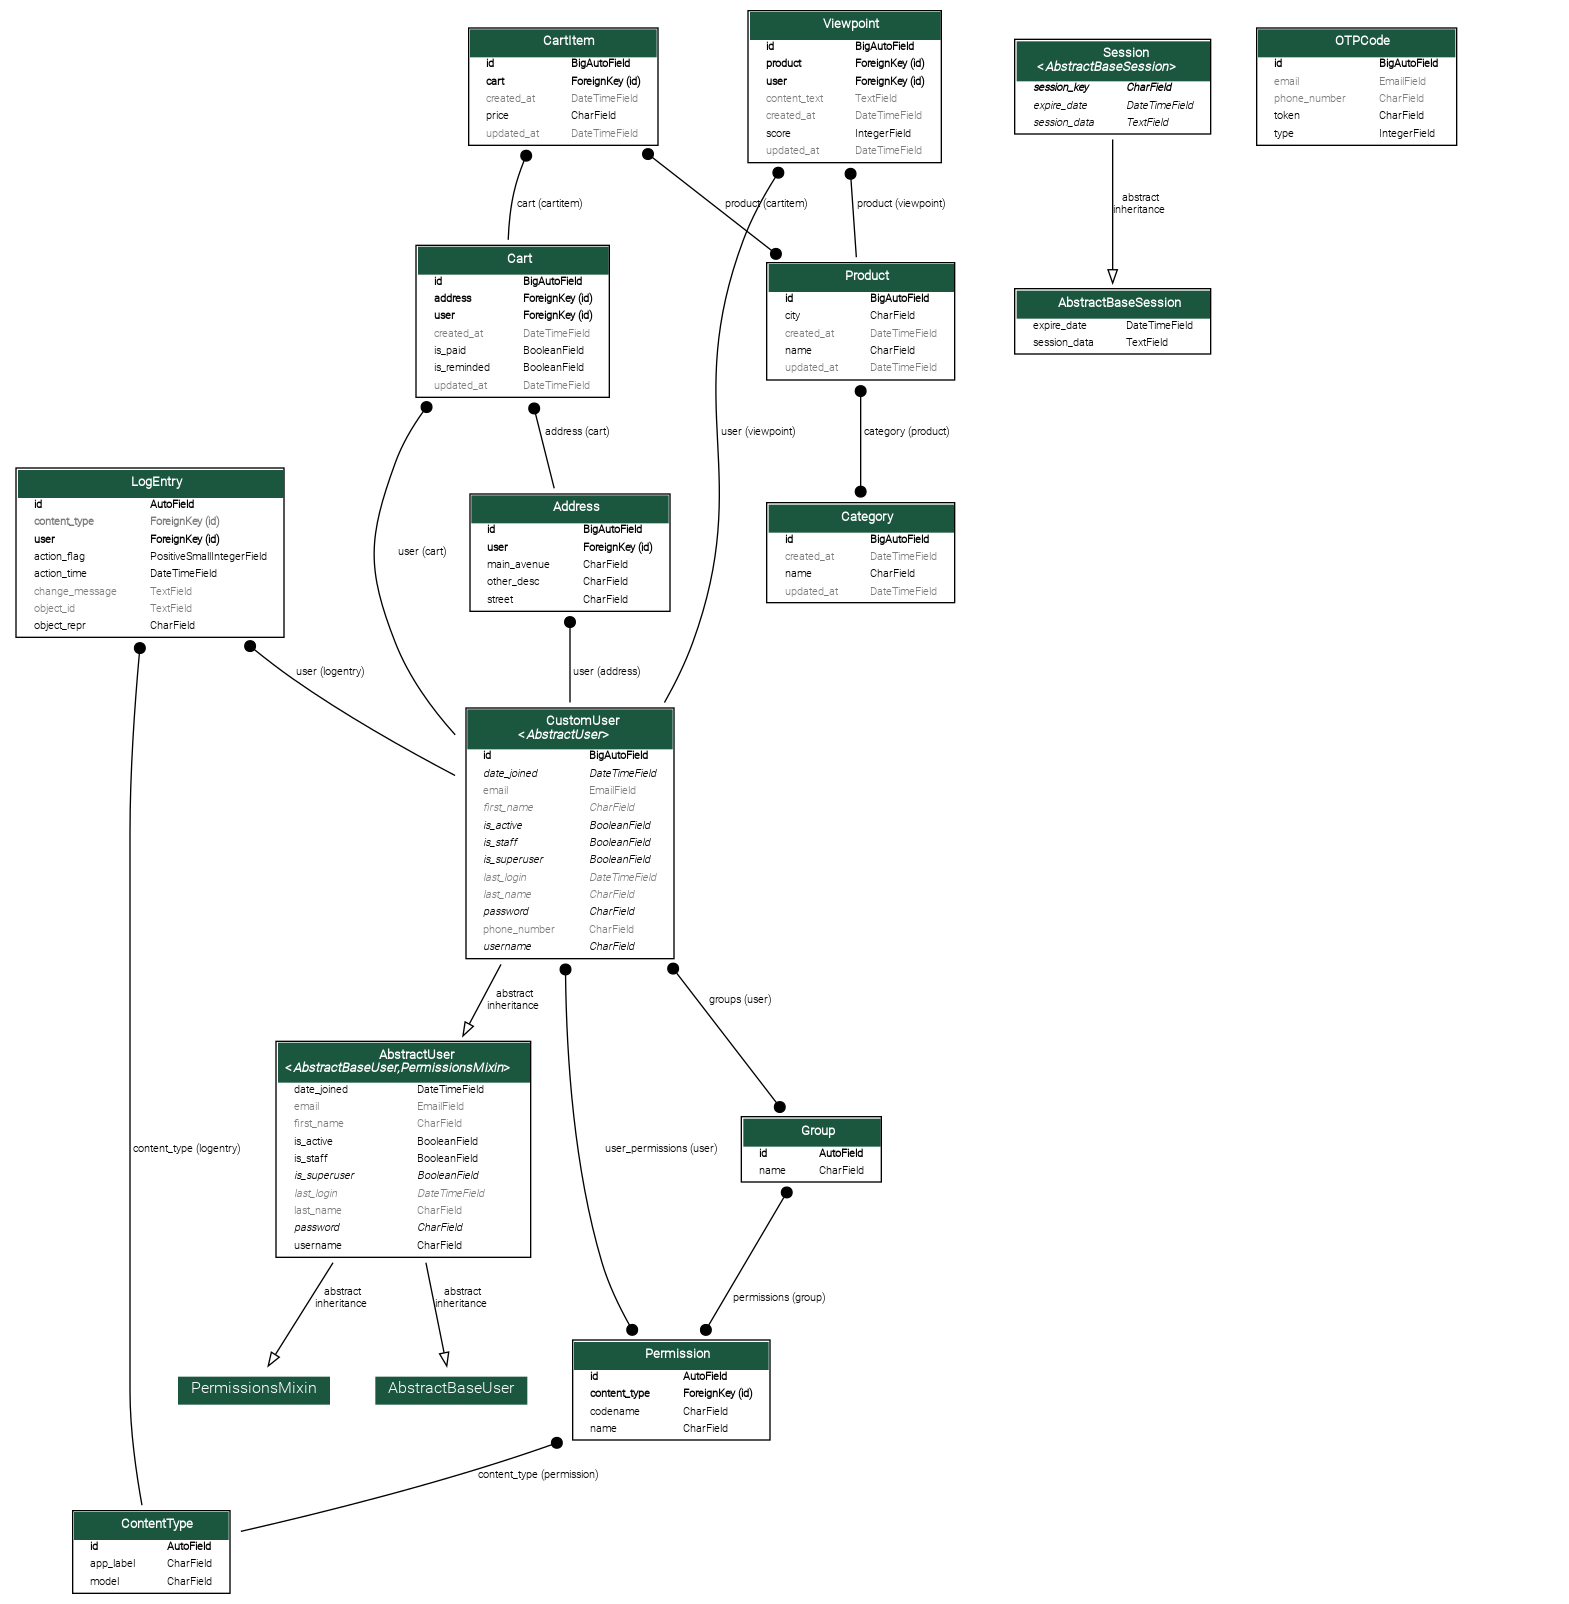 CartItem
id BigAutoField
cart ForeignKey (id)
created_at DateTimeField
price CharField
updated_at DateTimeField
Viewpoint
id BigAutoField
product ForeignKey (id)
user ForeignKey (id)
content_text TextField
created_at DateTimeField
score IntegerField
updated_at DateTimeField
Session
<AbstractBaseSession>
session_key CharField
expire_date DateTimeField
session_data TextField
OTPCode
id BigAutoField
email EmailField
phone_number CharField
token CharField
type IntegerField
cart (cartitem)
product (cartitem)
product (viewpoint)
abstract
inheritance
Cart
id BigAutoField
address ForeignKey (id)
user ForeignKey (id)
created_at DateTimeField
is_paid BooleanField
is_reminded BooleanField
updated_at DateTimeField
Product
id BigAutoField
city CharField
created_at DateTimeField
name CharField
updated_at DateTimeField
AbstractBaseSession
expire_date DateTimeField
session_data TextField
address (cart)
user (viewpoint)
category (product)
LogEntry
id AutoField
content_type ForeignKey (id)
user ForeignKey (id)
action_flag PositiveSmallIntegerField
action_time DateTimeField
change_message TextField
object_id TextField
object_repr CharField
user (cart)
Address
id BigAutoField
user ForeignKey (id)
main_avenue CharField
other_desc CharField
street CharField
Category
id BigAutoField
created_at DateTimeField
name CharField
updated_at DateTimeField
user (logentry)
user (address)
CustomUser
<AbstractUser>
id BigAutoField
date_joined DateTimeField
email EmailField
first_name CharField
is_active BooleanField
is_staff BooleanField
is_superuser BooleanField
last_login DateTimeField
last_name CharField
password CharField
phone_number CharField
username CharField
abstract
inheritance
groups (user)
AbstractUser
<AbstractBaseUser,PermissionsMixin>
date_joined DateTimeField
email EmailField
first_name CharField
is_active BooleanField
is_staff BooleanField
is_superuser BooleanField
last_login DateTimeField
last_name CharField
password CharField
username CharField
content_type (logentry)
user_permissions (user)
Group
id AutoField
name CharField
abstract
inheritance
abstract
inheritance
permissions (group)
PermissionsMixin
AbstractBaseUser
Permission
id AutoField
content_type ForeignKey (id)
codename CharField
name CharField
content_type (permission)
ContentType
id AutoField
app_label CharField
model CharField